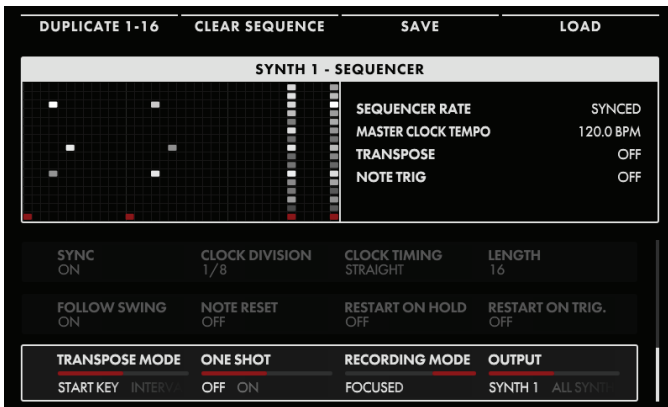 DUPLICATE 1-16 CLEAR SEQUENCE SAVE LOAD
SYNTH 1 - SEQUENCER
SEQUENCER RATE SYNCED
MASTER CLOCK TEMPO 120.0 BPM
TRANSPOSE OFF
NOTE TRIG OFF
SYNC CLOCK DIVISION CLOCK TIMING LENGTH
ON 1/8 STRAIGHT 16
FOLLOW SWING NOTE RESET RESTART ON HOLD RESTART ON TRIG.
ON OFF OFF OFF
TRANSPOSE MODE ONE SHOT RECORDING MODE OUTPUT
START KEY INTERVA OFF ON FOCUSED SYNTH 1 ALL SYNTH